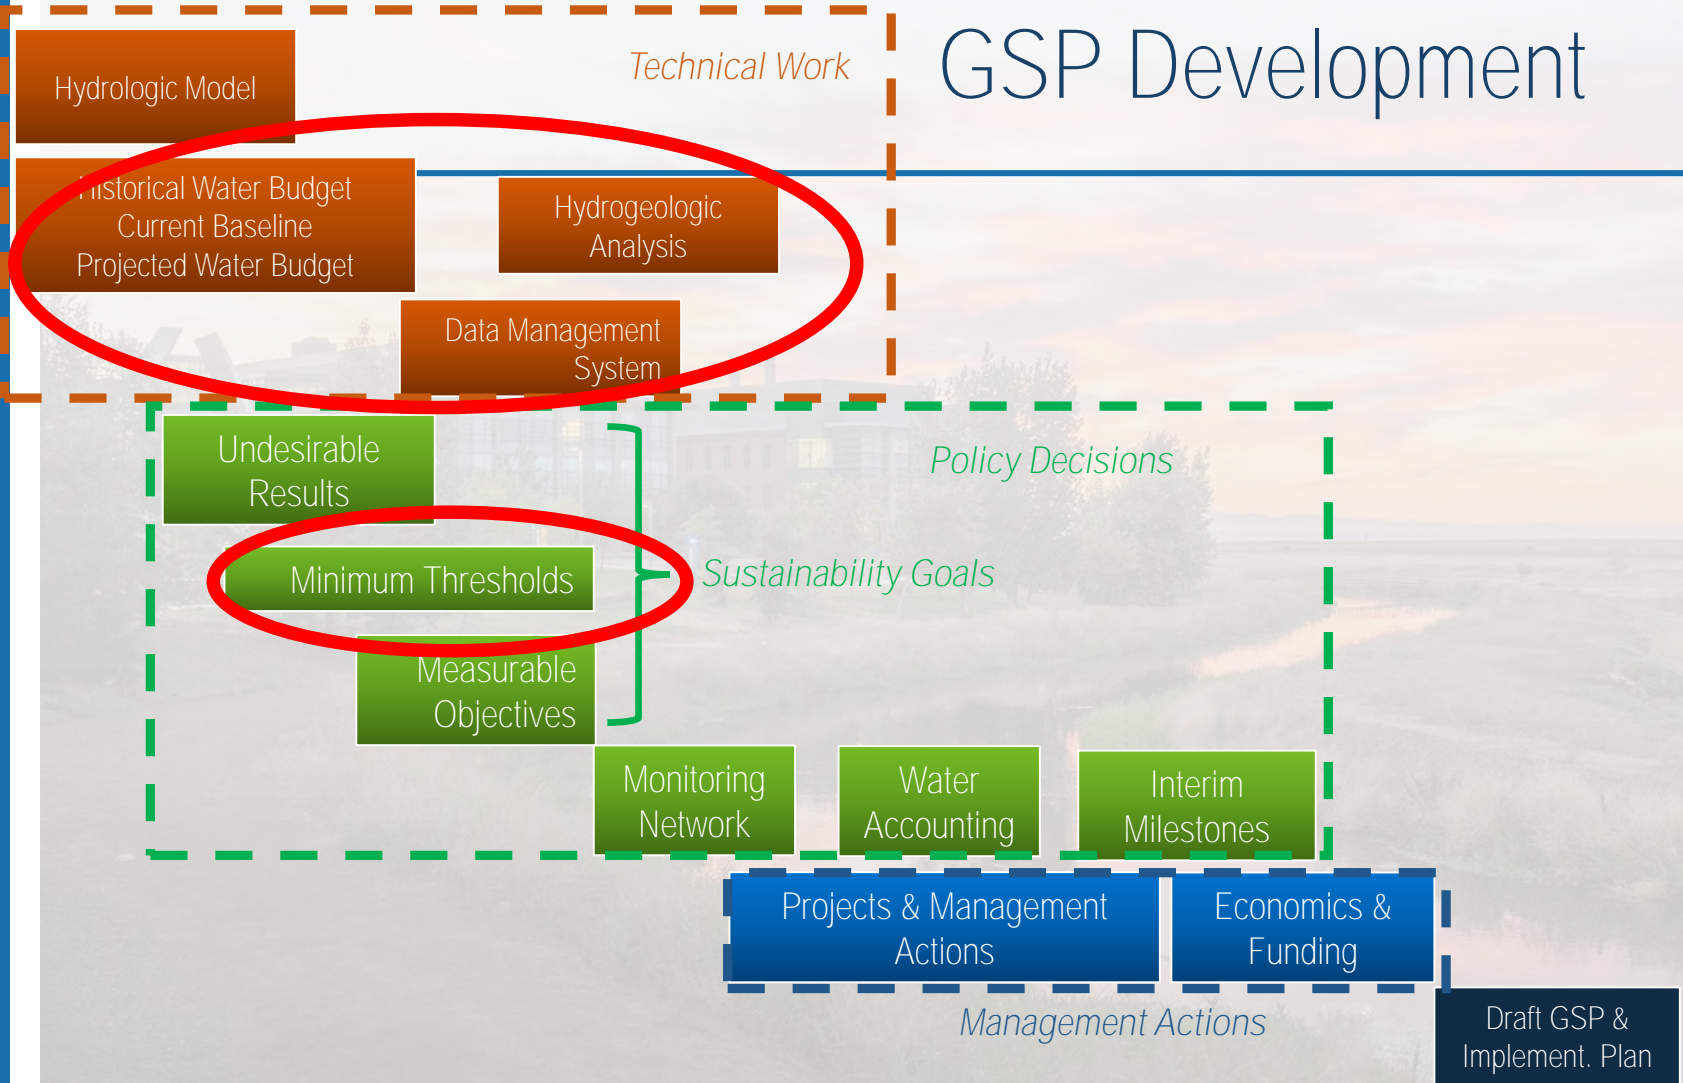 GSP Development
Technical Work
Hydrologic Model
Historical Water Budget
Current Baseline
Projected Water Budget
Hydrogeologic
Analysis
Data Management
System
Undesirable
Results
Policy Decisions
Minimum Thresholds
Sustainability Goals
Measurable
Objectives
Monitoring
Network
Water
Accounting
Interim
Milestones
Projects & Management
Actions
Economics &
Funding
Management Actions
Draft GSP &
Implement. Plan